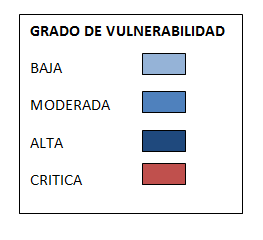 GRADO DE VULNERABILIDAD
BAJA
MODERADA
ALTA
CRITICA